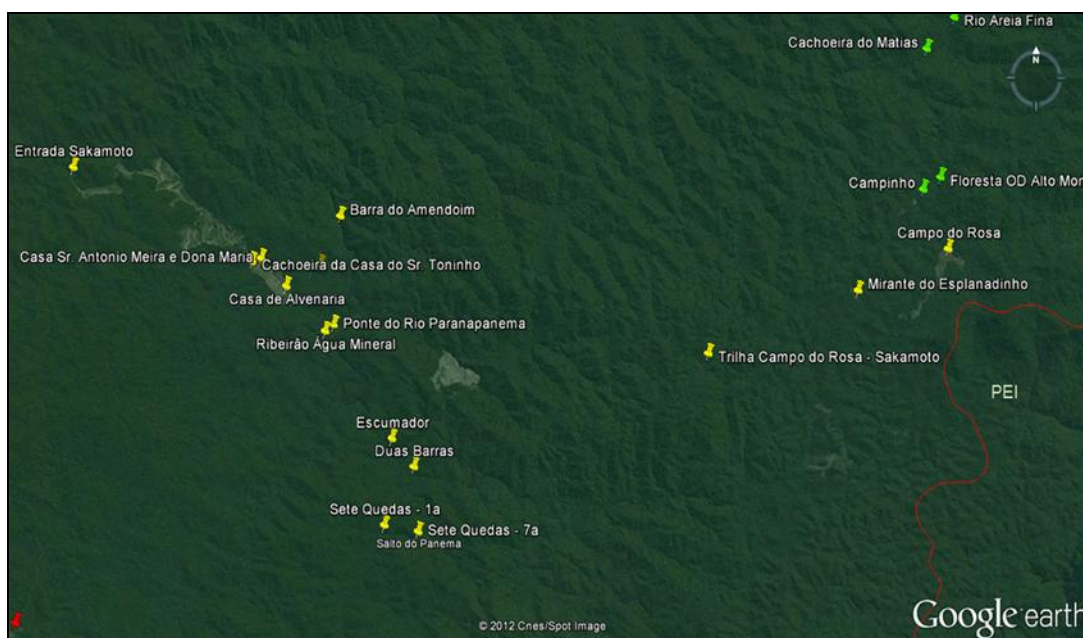 Rio Areia Fina
Cachoeira do Matias
N
Entrada Sakamoto
Campinho
Floresta OD Alto Mon
Barra do Amendoim
Campo do Rosa
Casa Sr. Antonio Meira e Dona Maria
Cachoeira da Casa do Sr. Toninho
Mirante do Esplanadinho
Casa de Alvenaria
Ponte do Rio Paranapanema
Ribeirão Água Mineral
Trilha Campo do Rosa - Sakamoto
PEI
Escumador
Duas Barras
Sete Quedas - 1a
Sete Quedas - 7a
Salto do Panema
© 2012 Cnes/Spot Image
Google earth